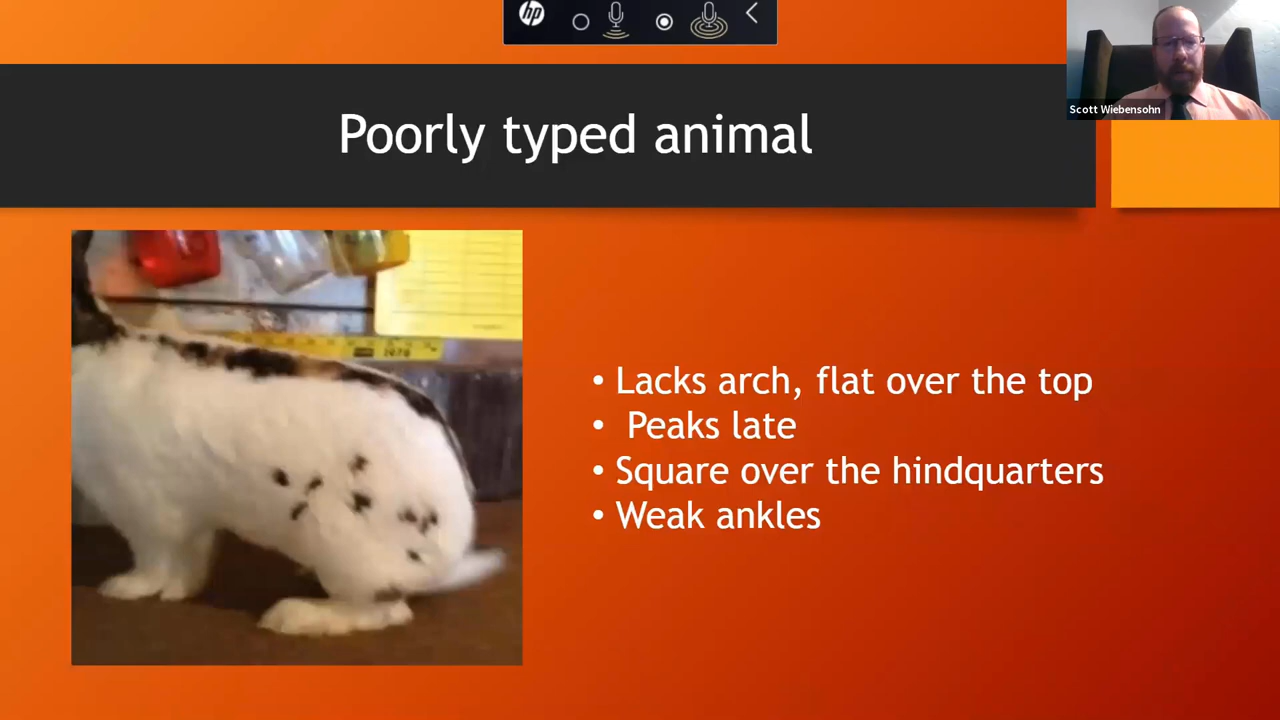 hp
Scott Wiebensohn
Poorly typed animal
• Lacks arch, flat over the top
• Peaks late
• Square over the hindquarters
• Weak ankles